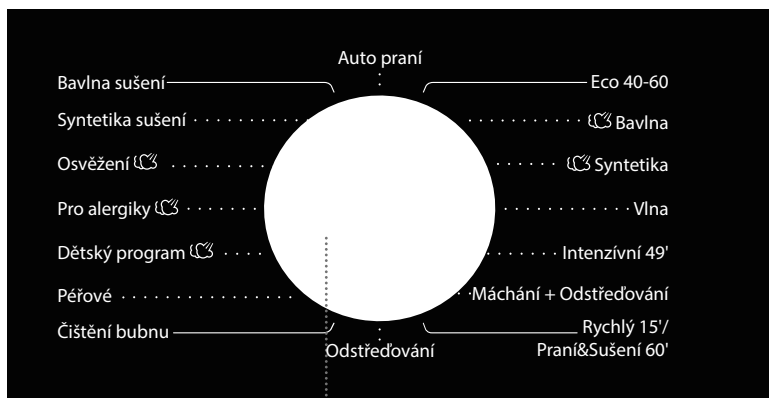 Auto praní
Bavlna sušení
Syntetika sušení
Osvěžení
Pro alergiky
Dětský program
Péřové
Čištění bubnu
Eco 40-60
Bavlna
Syntetika
Vlna
Intenzívní 49'
Máchání + Odstřeďování
Rychlý 15'/
Praní&Sušení 60'
Odstřeďování